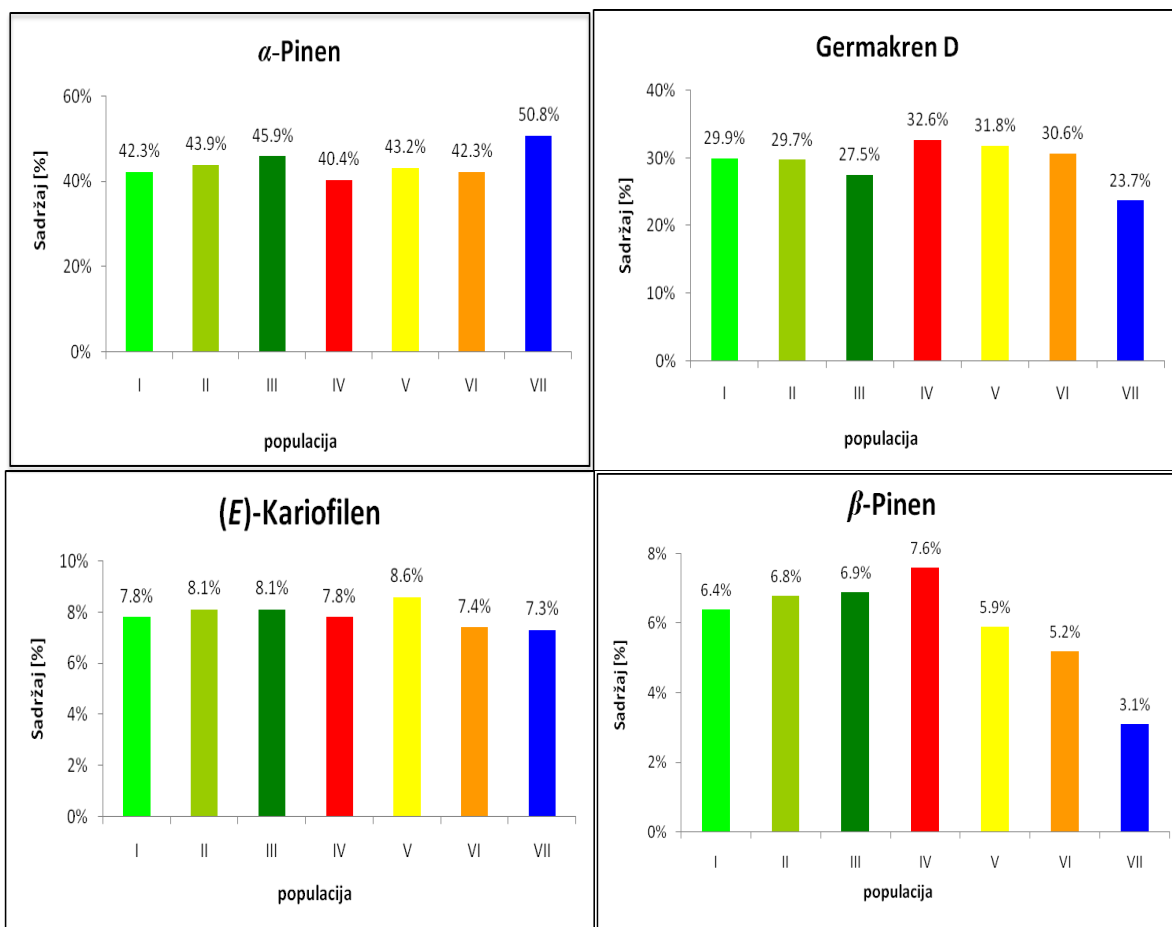 α-Pinen
Sadržaj [%]
60%
40%
20%
0%
42.3% 43.9% 45.9% 40.4% 43.2% 42.3% 50.8%
I II III IV V VI VII
populacija
Germakren D
Sadržaj [%]
40%
30%
20%
10%
0%
29.9% 29.7% 27.5% 32.6% 31.8% 30.6% 23.7%
I II III IV V VI VII
populacija
(E)-Kariofilen
Sadržaj [%]
10%
8%
6%
4%
2%
0%
7.8% 8.1% 8.1% 7.8% 8.6% 7.4% 7.3%
I II III IV V VI VII
populacija
β-Pinen
Sadržaj [%]
8%
6%
4%
2%
0%
6.4% 6.8% 6.9% 7.6% 5.9% 5.2% 3.1%
I II III IV V VI VII
populacija